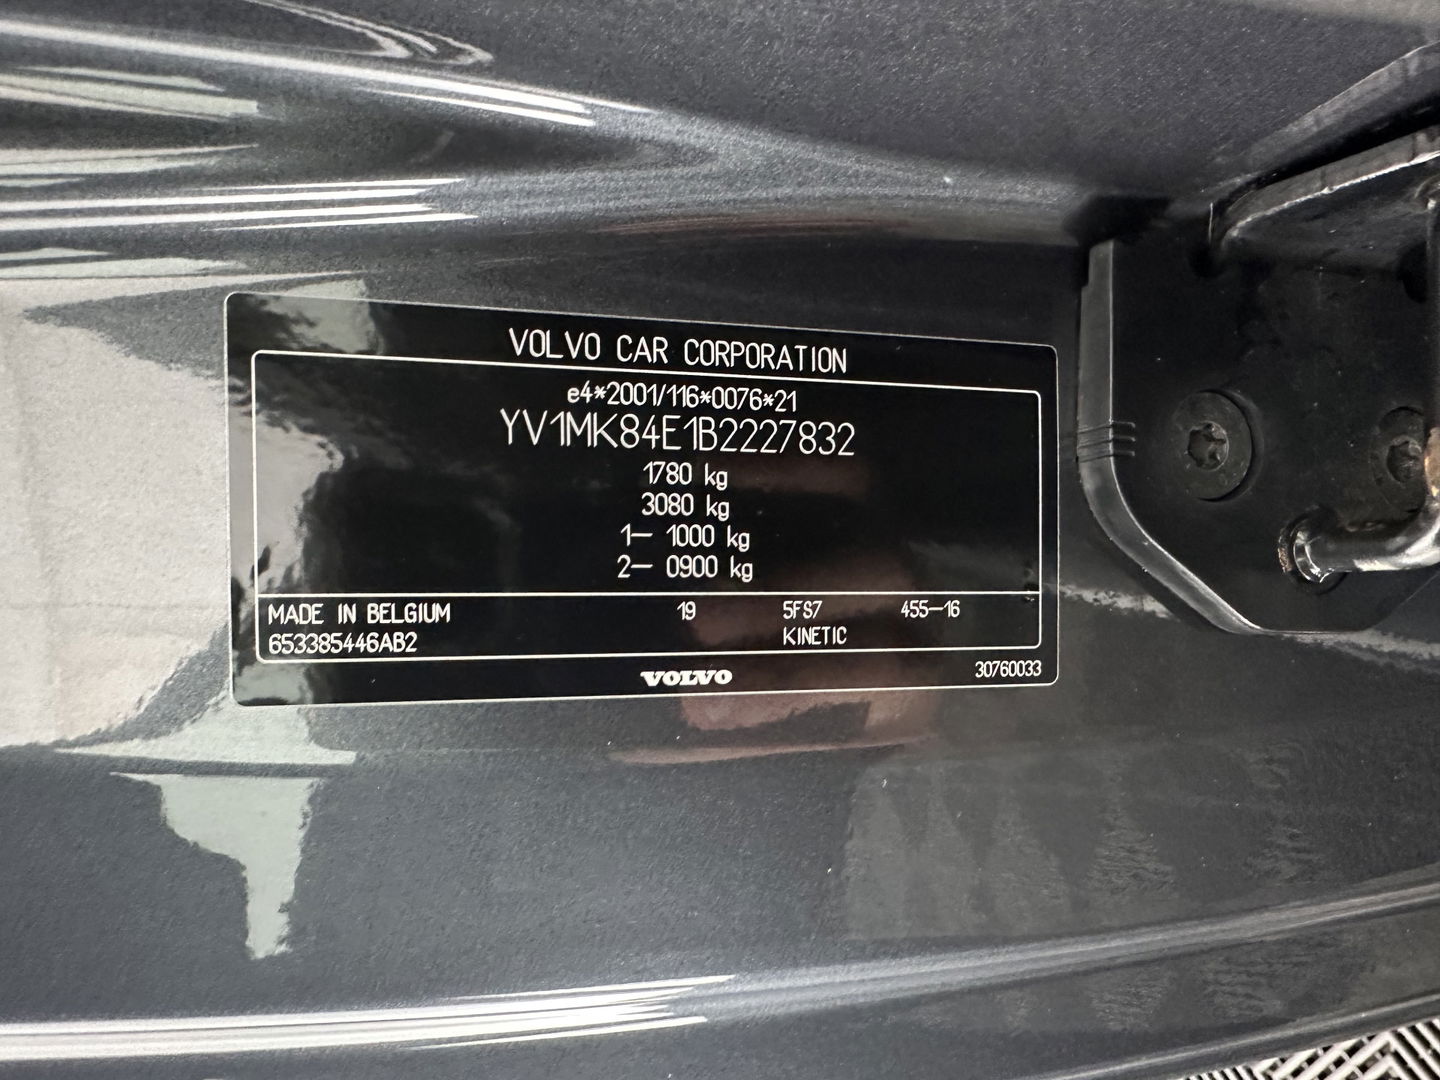 VOLVO CAR CORPORATION
e4*2001/116*0076*21
YV1MK84E1B2227832
1780 kg
3080 kg
1— 1000 kg
2— 0900 kg
MADE IN BELGIUM 19 5FS7 455—16
653385446AB2 KINETIC
VOLVO 30760033